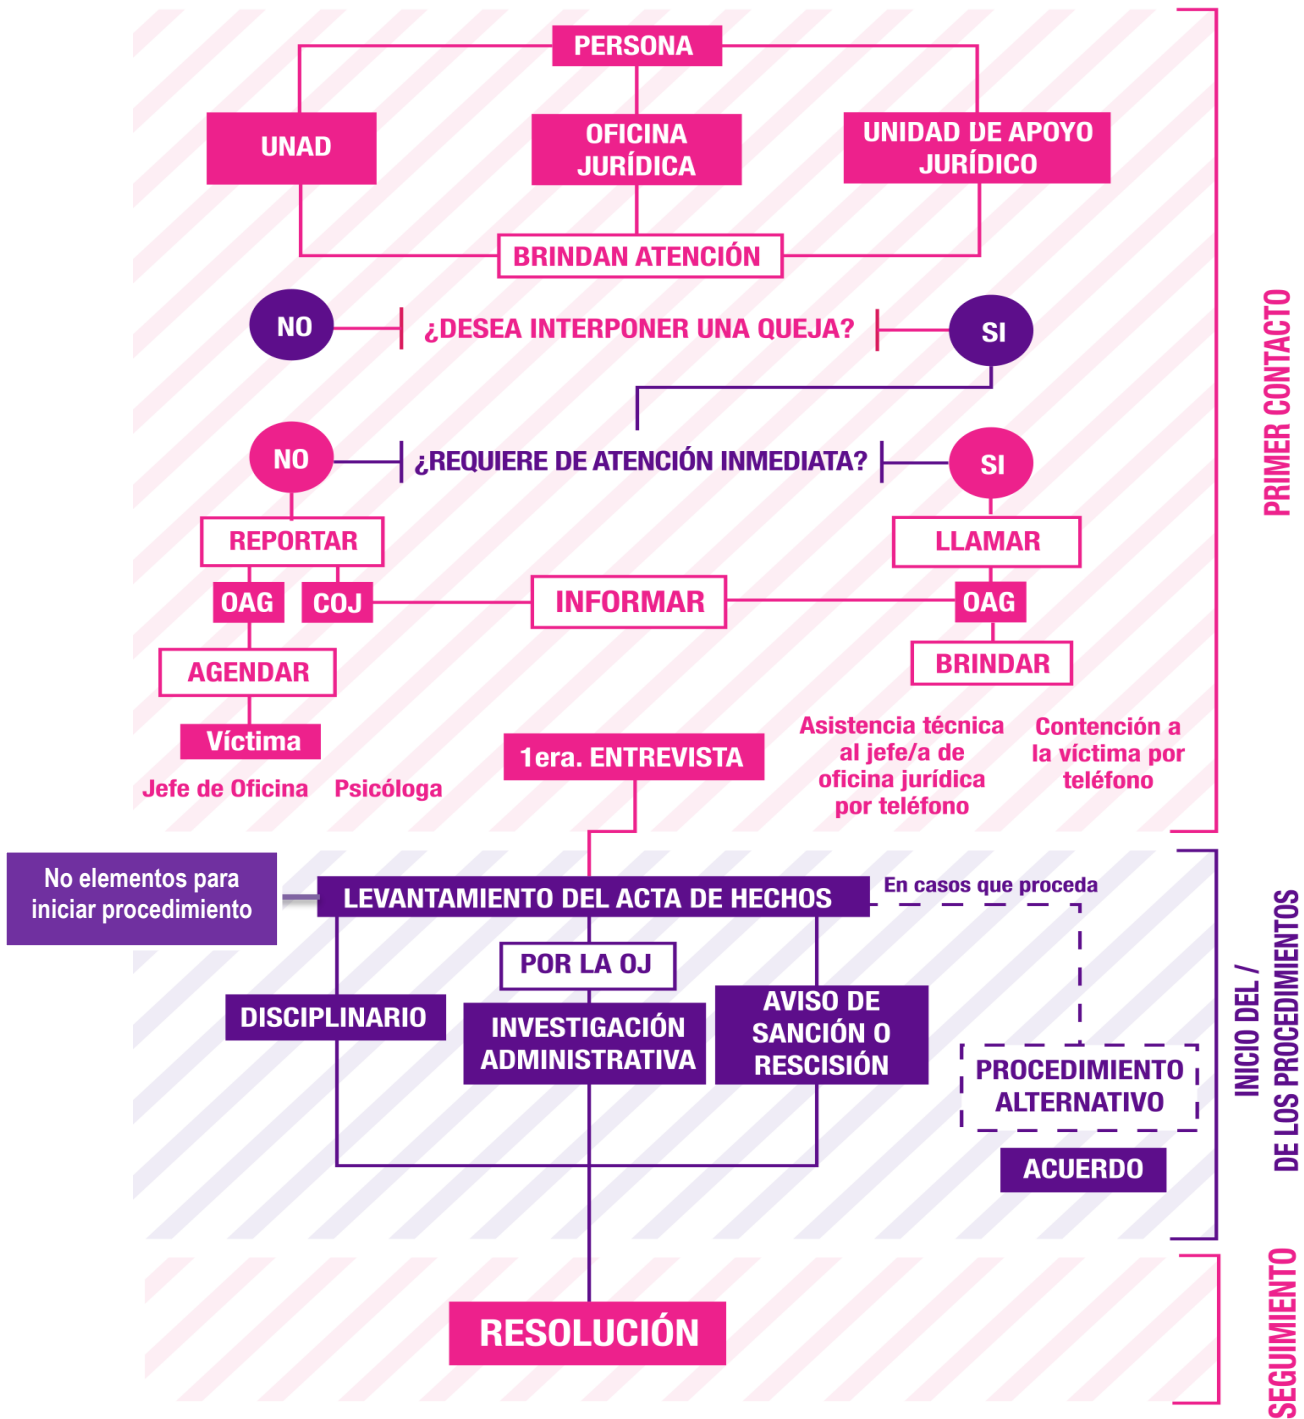 PERSONA
UNAD
OFICINA
JURÍDICA
UNIDAD DE APOYO
JURÍDICO
BRINDAN ATENCIÓN
NO
¿DESEA INTERPONER UNA QUEJA?
SI
NO
¿REQUIERE DE ATENCIÓN INMEDIATA?
SI
REPORTAR
LLAMAR
OAG
COJ
INFORMAR
OAG
AGENDAR
BRINDAR
Víctima
Jefe de Oficina
Psicóloga
1era. ENTREVISTA
Asistencia técnica
al jefe/a de
oficina jurídica
por teléfono
Contención a
la víctima por
teléfono
PRIMER CONTACTO
No elementos para
iniciar procedimiento
LEVANTAMIENTO DEL ACTA DE HECHOS
En casos que proceda
POR LA OJ
DISCIPLINARIO
INVESTIGACIÓN
ADMINISTRATIVA
AVISO DE
SANCIÓN O
RESCISIÓN
PROCEDIMIENTO
ALTERNATIVO
ACUERDO
INICIO DEL /
DE LOS PROCEDIMIENTOS
RESOLUCIÓN
SEGUIMIENTO